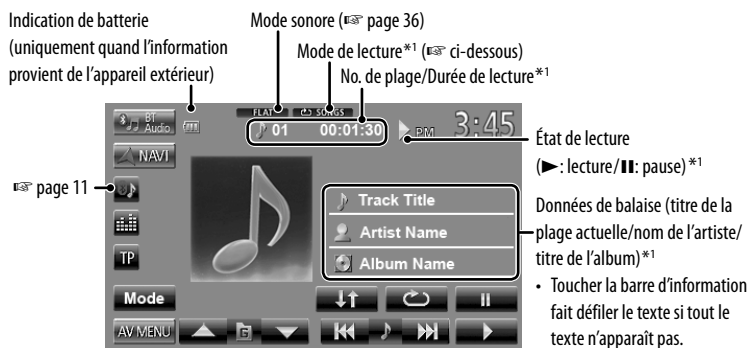 Indication de batterie
(uniquement quand l'information
provient de l'appareil extérieur)
Mode sonore (☞ page 36)
Mode de lecture*1 (☞ ci-dessous)
No. de plage/Durée de lecture*1
FLAT SONGS
BT
Audio
01 00:01:30
PM 3:45
NAVI
État de lecture
(►: lecture/❚❚: pause)*1
☞ page 11
Track Title
Artist Name
Album Name
Données de balaise (titre de la
plage actuelle/nom de l'artiste/
titre de l'album)*1
• Toucher la barre d'information
fait défiler le texte si tout le
texte n'apparaît pas.
TP
Mode
AV MENU